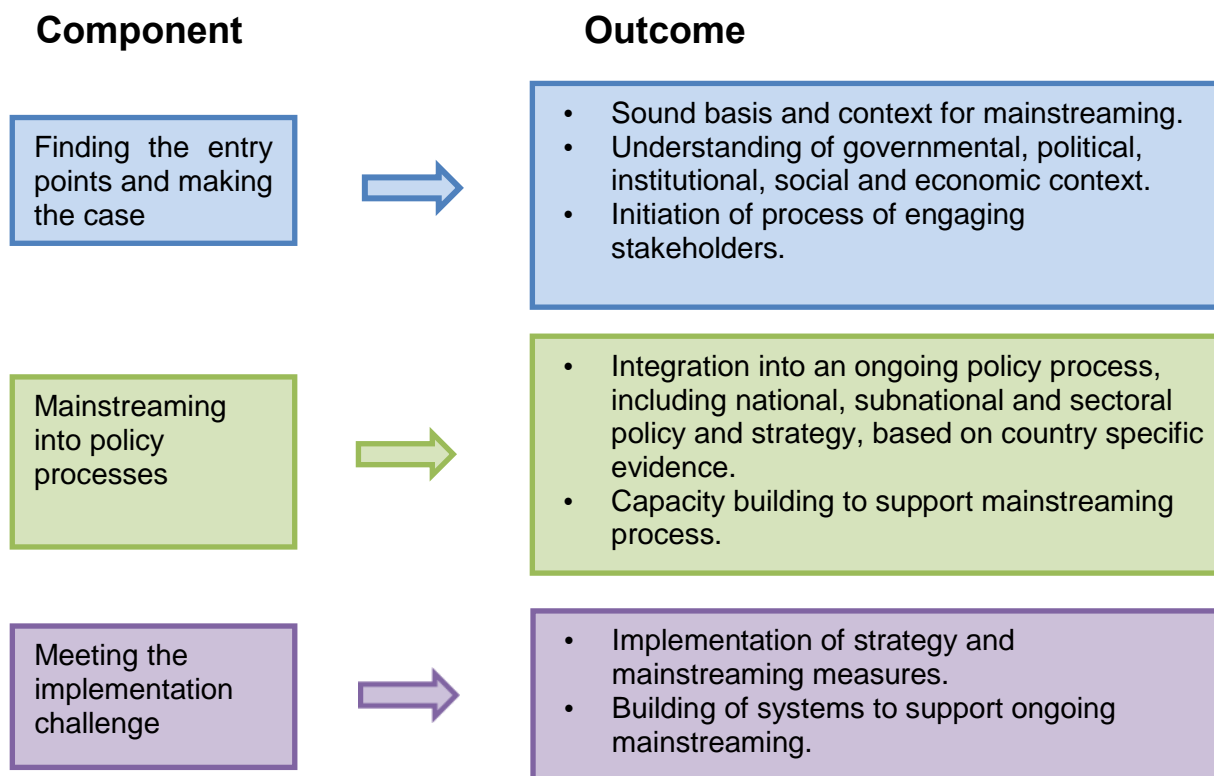 Component
Outcome
Finding the entry
points and making
the case
• Sound basis and context for mainstreaming.
• Understanding of governmental, political,
institutional, social and economic context.
• Initiation of process of engaging
stakeholders.
Mainstreaming
into policy
processes
• Integration into an ongoing policy process,
including national, subnational and sectoral
policy and strategy, based on country specific
evidence.
• Capacity building to support mainstreaming
process.
Meeting the
implementation
challenge
• Implementation of strategy and
mainstreaming measures.
• Building of systems to support ongoing
mainstreaming.